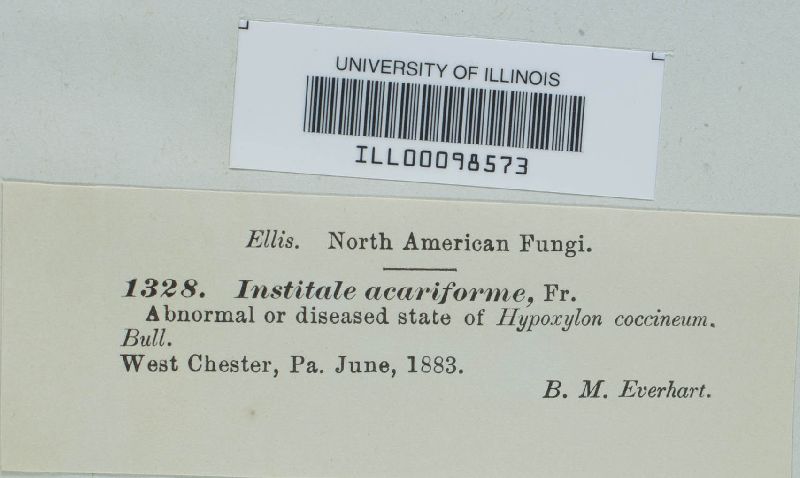 UNIVERSITY OF ILLINOIS
ILL00098573
Ellis. North American Fungi.
1328. Institale acariforme, Fr.
Abnormal or diseased state of Hypoxylon coccineum.
Bull.
West Chester, Pa. June, 1883.
B. M. Everhart.